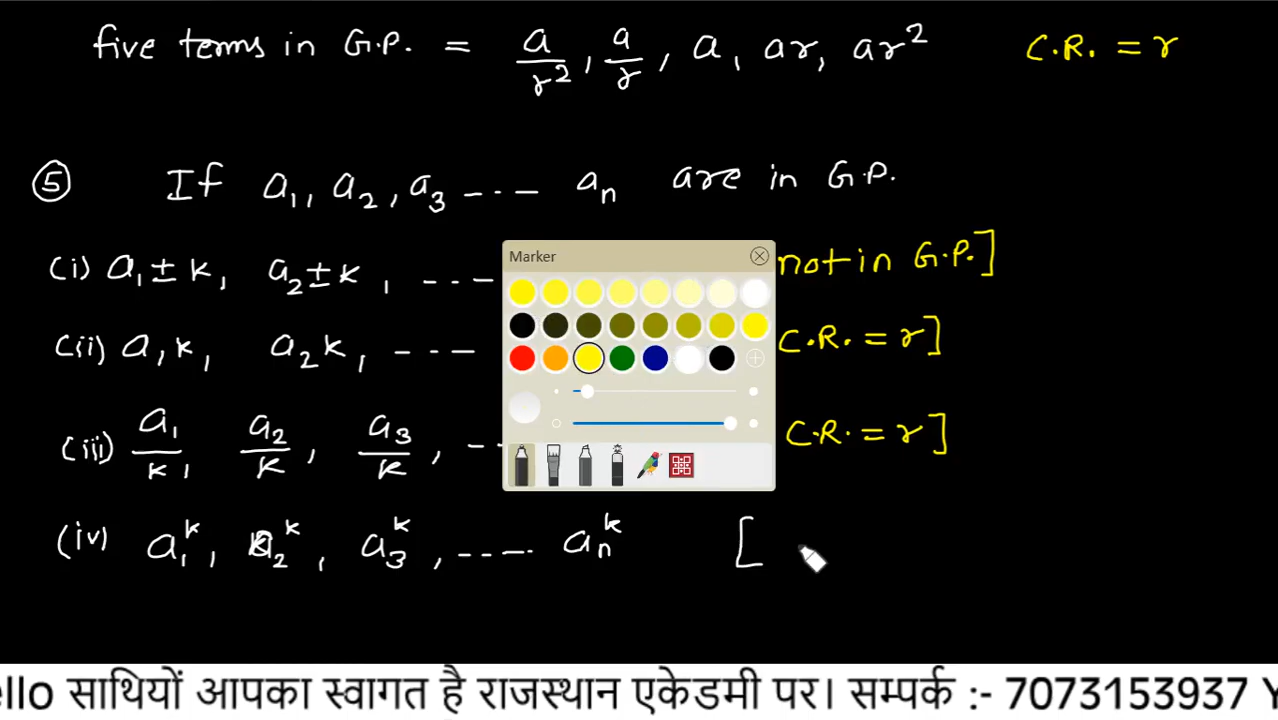 five terms in G.P. = a/r², a/r, a, ar, ar² C.R. = r
⑤ If a₁, a₂, a₃ ---- aₙ are in G.P.
(i) a₁ ± k, a₂ ± k, --- not in G.P.]
Marker
(ii) a₁k, a₂k, ---- C.R. = r]
(iii) a₁/k, a₂/k, a₃/k, -- C.R. = r]
(iv) a₁ᵏ, a₂ᵏ, a₃ᵏ, ---- aₙᵏ [
ello साथियों आपका स्वागत है राजस्थान एकेडमी पर। सम्पर्क :- 7073153937 Y